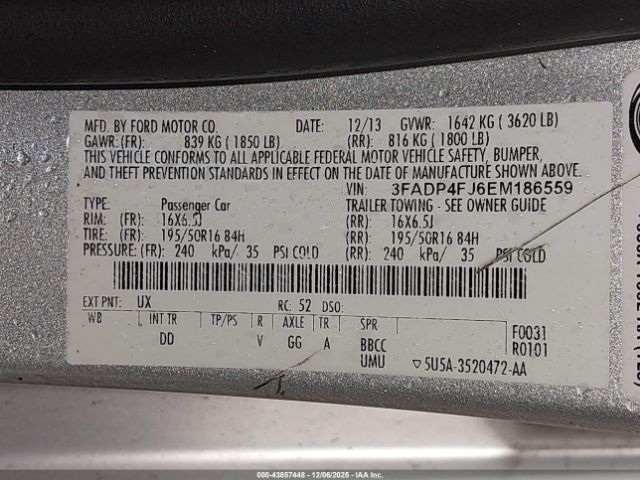 MFD. BY FORD MOTOR CO. DATE: 12/13 GVWR: 1642 KG ( 3620 LB)
GAWR: (FR): 839 KG ( 1850 LB) (RR): 816 KG ( 1800 LB)
THIS VEHICLE CONFORMS TO ALL APPLICABLE FEDERAL MOTOR VEHICLE SAFETY, BUMPER,
AND THEFT PREVENTION STANDARDS IN EFFECT ON THE DATE OF MANUFACTURE SHOWN ABOVE.
VIN: 3FADP4FJ6EM186559
TYPE: Passenger Car TRAILER TOWING - SEE OWNER GUIDE
RIM: (FR): 16X6.5J (RR): 16X6.5J
TIRE: (FR): 195/50R16 84H (RR): 195/50R16 84H
PRESSURE: (FR): 240 kPa/ 35 PSI COLD (RR): 240 kPa/ 35 PSI COLD
EXT PNT: UX RC: 52 DSO:
WB INT TR TP/PS R AXLE TR SPR F0031
DD V GG A BBCC R0101
UMU ▽5U5A-3520472-AA
000-43857448 - 12/06/2025 - IAAI.COM